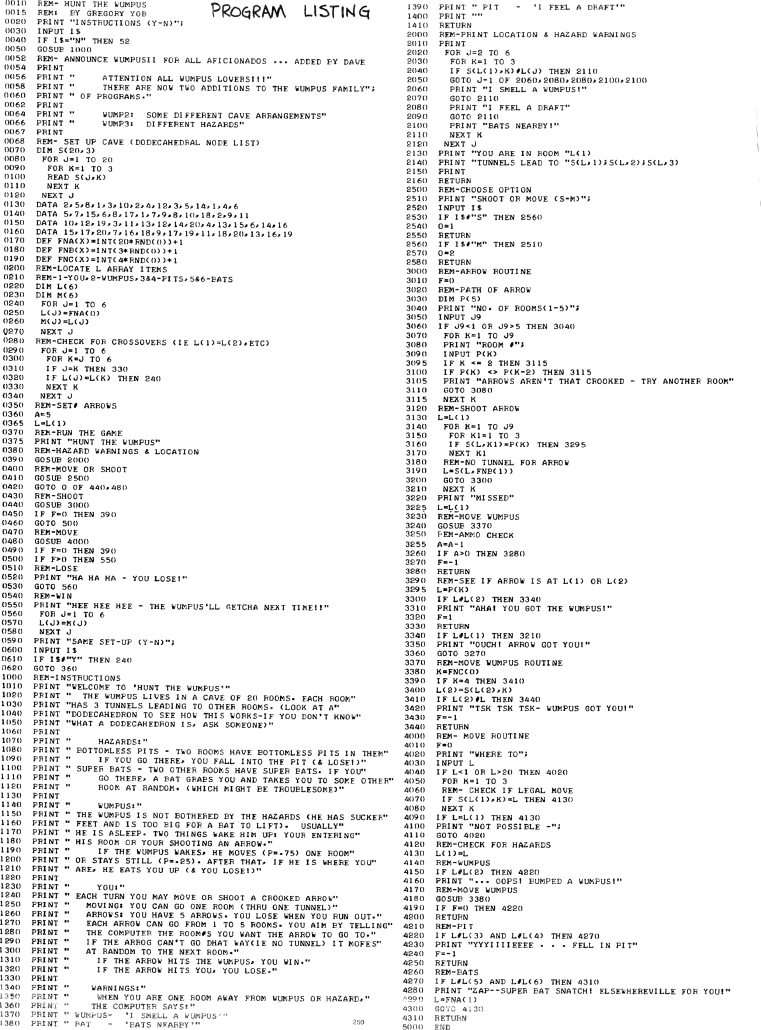 PROGRAM LISTING
0010 REM- HUNT THE WUMPUS
0015 REM: BY GREGORY YOB
0020 PRINT "INSTRUCTIONS (Y-N)";
0030 INPUT I$
0040 IF I$="N" THEN 52
0050 GOSUB 1000
0052 REM- ANNOUNCE WUMPUSII FOR ALL AFICIONADOS ... ADDED BY DAVE
0054 PRINT
0056 PRINT " ATTENTION ALL WUMPUS LOVERS!!!"
0058 PRINT " THERE ARE NOW TWO ADDITIONS TO THE WUMPUS FAMILY";
0060 PRINT " OF PROGRAMS."
0062 PRINT
0064 PRINT " WUMP2: SOME DIFFERENT CAVE ARRANGEMENTS"
0066 PRINT " WUMP3: DIFFERENT HAZARDS"
0067 PRINT
0068 REM- SET UP CAVE (DODECAHEDRAL NODE LIST)
0070 DIM S(20,3)
0080 FOR J=1 TO 20
0090 FOR K=1 TO 3
0100 READ S(J,K)
0110 NEXT K
0120 NEXT J
0130 DATA 2,5,8,1,3,10,2,4,12,3,5,14,1,4,6
0140 DATA 5,7,15,6,8,17,1,7,9,8,10,18,2,9,11
0150 DATA 10,12,19,3,11,13,12,14,20,4,13,15,6,14,16
0160 DATA 15,17,20,7,16,18,9,17,19,11,18,20,13,16,19
0170 DEF FNA(X)=INT(20*RND(0))+1
0180 DEF FNB(X)=INT(3*RND(0))+1
0190 DEF FNC(X)=INT(4*RND(0))+1
0200 REM-LOCATE L ARRAY ITEMS
0210 REM-1-YOU,2-WUMPUS,3&4-PITS,5&6-BATS
0220 DIM L(6)
0230 DIM M(6)
0240 FOR J=1 TO 6
0250 L(J)=FNA(0)
0260 M(J)=L(J)
0270 NEXT J
0280 REM-CHECK FOR CROSSOVERS (IE L(1)=L(2),ETC)
0290 FOR J=1 TO 6
0300 FOR K=J TO 6
0310 IF J=K THEN 330
0320 IF L(J)=L(K) THEN 240
0330 NEXT K
0340 NEXT J
0350 REM-SET# ARROWS
0360 A=5
0365 L=L(1)
0370 REM-RUN THE GAME
0375 PRINT "HUNT THE WUMPUS"
0380 REM-HAZARD WARNINGS & LOCATION
0390 GOSUB 2000
0400 REM-MOVE OR SHOOT
0410 GOSUB 2500
0420 GOTO O OF 440,480
0430 REM-SHOOT
0440 GOSUB 3000
0450 IF F=0 THEN 390
0460 GOTO 500
0470 REM-MOVE
0480 GOSUB 4000
0490 IF F=0 THEN 390
0500 IF F>0 THEN 550
0510 REM-LOSE
0520 PRINT "HA HA HA - YOU LOSE!"
0530 GOTO 560
0540 REM-WIN
0550 PRINT "HEE HEE HEE - THE WUMPUS'LL GETCHA NEXT TIME!!"
0560 FOR J=1 TO 6
0570 L(J)=M(J)
0580 NEXT J
0590 PRINT "SAME SET-UP (Y-N)";
0600 INPUT I$
0610 IF I$#"Y" THEN 240
0620 GOTO 360
1000 REM-INSTRUCTIONS
1010 PRINT "WELCOME TO 'HUNT THE WUMPUS'"
1020 PRINT " THE WUMPUS LIVES IN A CAVE OF 20 ROOMS. EACH ROOM"
1030 PRINT "HAS 3 TUNNELS LEADING TO OTHER ROOMS. (LOOK AT A"
1040 PRINT "DODECAHEDRON TO SEE HOW THIS WORKS-IF YOU DON'T KNOW"
1050 PRINT "WHAT A DODECAHEDRON IS, ASK SOMEONE)"
1060 PRINT
1070 PRINT " HAZARDS:"
1080 PRINT " BOTTOMLESS PITS - TWO ROOMS HAVE BOTTOMLESS PITS IN THEM"
1090 PRINT " IF YOU GO THERE, YOU FALL INTO THE PIT (& LOSE!)"
1100 PRINT " SUPER BATS - TWO OTHER ROOMS HAVE SUPER BATS. IF YOU"
1110 PRINT " GO THERE, A BAT GRABS YOU AND TAKES YOU TO SOME OTHER"
1120 PRINT " ROOM AT RANDOM. (WHICH MIGHT BE TROUBLESOME)"
1130 PRINT
1140 PRINT " WUMPUS:"
1150 PRINT " THE WUMPUS IS NOT BOTHERED BY THE HAZARDS (HE HAS SUCKER"
1160 PRINT " FEET AND IS TOO BIG FOR A BAT TO LIFT). USUALLY"
1170 PRINT " HE IS ASLEEP. TWO THINGS WAKE HIM UP: YOUR ENTERING"
1180 PRINT " HIS ROOM OR YOUR SHOOTING AN ARROW."
1190 PRINT " IF THE WUMPUS WAKES, HE MOVES (P=.75) ONE ROOM"
1200 PRINT " OR STAYS STILL (P=.25). AFTER THAT, IF HE IS WHERE YOU"
1210 PRINT " ARE, HE EATS YOU UP (& YOU LOSE!)"
1220 PRINT
1230 PRINT " YOU:"
1240 PRINT " EACH TURN YOU MAY MOVE OR SHOOT A CROOKED ARROW"
1250 PRINT " MOVING: YOU CAN GO ONE ROOM (THRU ONE TUNNEL)"
1260 PRINT " ARROWS: YOU HAVE 5 ARROWS. YOU LOSE WHEN YOU RUN OUT."
1270 PRINT " EACH ARROW CAN GO FROM 1 TO 5 ROOMS. YOU AIM BY TELLING"
1280 PRINT " THE COMPUTER THE ROOM#S YOU WANT THE ARROW TO GO TO."
1290 PRINT " IF THE ARROG CAN'T GO DHAT WAY(IE NO TUNNEL) IT MOFES"
1300 PRINT " AT RANDOM TO THE NEXT ROOM."
1310 PRINT " IF THE ARROW HITS THE WUMPUS, YOU WIN."
1320 PRINT " IF THE ARROW HITS YOU, YOU LOSE."
1330 PRINT
1340 PRINT " WARNINGS:"
1350 PRINT " WHEN YOU ARE ONE ROOM AWAY FROM WUMPUS OR HAZARD,"
1360 PRINT " THE COMPUTER SAYS:"
1370 PRINT " WUMPUS- 'I SMELL A WUMPUS'"
1380 PRINT " BAT - 'BATS NEARBY'"
1390 PRINT " PIT - 'I FEEL A DRAFT'"
1400 PRINT ""
1410 RETURN
2000 REM-PRINT LOCATION & HAZARD WARNINGS
2010 PRINT
2020 FOR J=2 TO 6
2030 FOR K=1 TO 3
2040 IF S(L(1),K)#L(J) THEN 2110
2050 GOTO J-1 OF 2060,2080,2080,2100,2100
2060 PRINT "I SMELL A WUMPUS!"
2070 GOTO 2110
2080 PRINT "I FEEL A DRAFT"
2090 GOTO 2110
2100 PRINT "BATS NEARBY!"
2110 NEXT K
2120 NEXT J
2130 PRINT "YOU ARE IN ROOM "L(1)
2140 PRINT "TUNNELS LEAD TO "S(L,1);S(L,2);S(L,3)
2150 PRINT
2160 RETURN
2500 REM-CHOOSE OPTION
2510 PRINT "SHOOT OR MOVE (S-M)";
2520 INPUT I$
2530 IF I$#"S" THEN 2560
2540 O=1
2550 RETURN
2560 IF I$#"M" THEN 2510
2570 O=2
2580 RETURN
3000 REM-ARROW ROUTINE
3010 F=0
3020 REM-PATH OF ARROW
3030 DIM P(5)
3040 PRINT "NO. OF ROOMS(1-5)";
3050 INPUT J9
3060 IF J9<1 OR J9>5 THEN 3040
3070 FOR K=1 TO J9
3080 PRINT "ROOM #";
3090 INPUT P(K)
3095 IF K <= 2 THEN 3115
3100 IF P(K) <> P(K-2) THEN 3115
3105 PRINT "ARROWS AREN'T THAT CROOKED - TRY ANOTHER ROOM"
3110 GOTO 3080
3115 NEXT K
3120 REM-SHOOT ARROW
3130 L=L(1)
3140 FOR K=1 TO J9
3150 FOR K1=1 TO 3
3160 IF S(L,K1)=P(K) THEN 3295
3170 NEXT K1
3180 REM-NO TUNNEL FOR ARROW
3190 L=S(L,FNB(1))
3200 GOTO 3300
3210 NEXT K
3220 PRINT "MISSED"
3225 L=L(1)
3230 REM-MOVE WUMPUS
3240 GOSUB 3370
3250 REM-AMMO CHECK
3255 A=A-1
3260 IF A>0 THEN 3280
3270 F=-1
3280 RETURN
3290 REM-SEE IF ARROW IS AT L(1) OR L(2)
3295 L=P(K)
3300 IF L#L(2) THEN 3340
3310 PRINT "AHA! YOU GOT THE WUMPUS!"
3320 F=1
3330 RETURN
3340 IF L#L(1) THEN 3210
3350 PRINT "OUCH! ARROW GOT YOU!"
3360 GOTO 3270
3370 REM-MOVE WUMPUS ROUTINE
3380 K=FNC(0)
3390 IF K=4 THEN 3410
3400 L(2)=S(L(2),K)
3410 IF L(2)#L THEN 3440
3420 PRINT "TSK TSK TSK- WUMPUS GOT YOU!"
3430 F=-1
3440 RETURN
4000 REM- MOVE ROUTINE
4010 F=0
4020 PRINT "WHERE TO";
4030 INPUT L
4040 IF L<1 OR L>20 THEN 4020
4050 FOR K=1 TO 3
4060 REM- CHECK IF LEGAL MOVE
4070 IF S(L(1),K)=L THEN 4130
4080 NEXT K
4090 IF L=L(1) THEN 4130
4100 PRINT "NOT POSSIBLE -";
4110 GOTO 4020
4120 REM-CHECK FOR HAZARDS
4130 L(1)=L
4140 REM-WUMPUS
4150 IF L#L(2) THEN 4220
4160 PRINT "... OOPS! BUMPED A WUMPUS!"
4170 REM-MOVE WUMPUS
4180 GOSUB 3380
4190 IF F=0 THEN 4220
4200 RETURN
4210 REM-PIT
4220 IF L#L(3) AND L#L(4) THEN 4270
4230 PRINT "YYYIIIIEEEE . . . FELL IN PIT"
4240 F=-1
4250 RETURN
4260 REM-BATS
4270 IF L#L(5) AND L#L(6) THEN 4310
4280 PRINT "ZAP--SUPER BAT SNATCH! ELSEWHEREVILLE FOR YOU!"
4290 L=FNA(1)
4300 GOTO 4130
4310 RETURN
5000 END
250